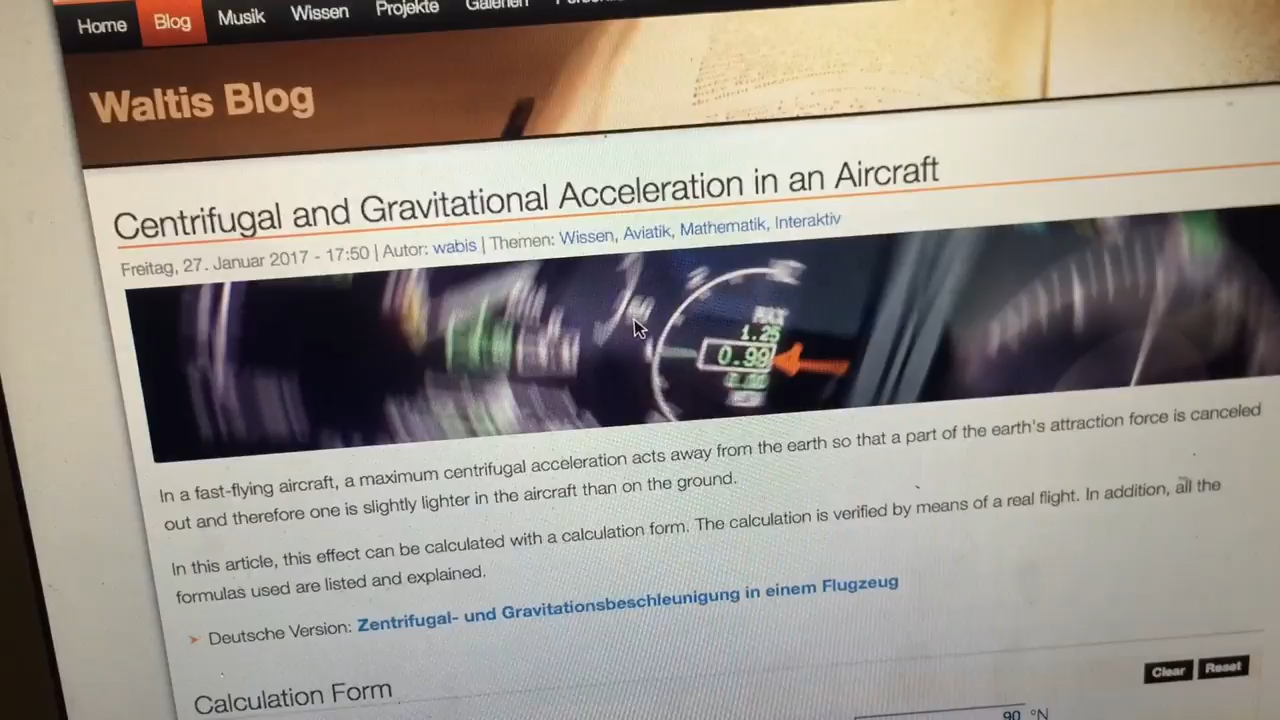 Home Blog Musik Wissen Projekte Galerien
Waltis Blog
Centrifugal and Gravitational Acceleration in an Aircraft
Freitag, 27. Januar 2017 - 17:50 | Autor: wabis | Themen: Wissen, Aviatik, Mathematik, Interaktiv
MAX
1.25
0.99
In a fast-flying aircraft, a maximum centrifugal acceleration acts away from the earth so that a part of the earth's attraction force is canceled
out and therefore one is slightly lighter in the aircraft than on the ground.
In this article, this effect can be calculated with a calculation form. The calculation is verified by means of a real flight. In addition, all the
formulas used are listed and explained.
Deutsche Version: Zentrifugal- und Gravitationsbeschleunigung in einem Flugzeug
Calculation Form
Clear Reset
90 °N